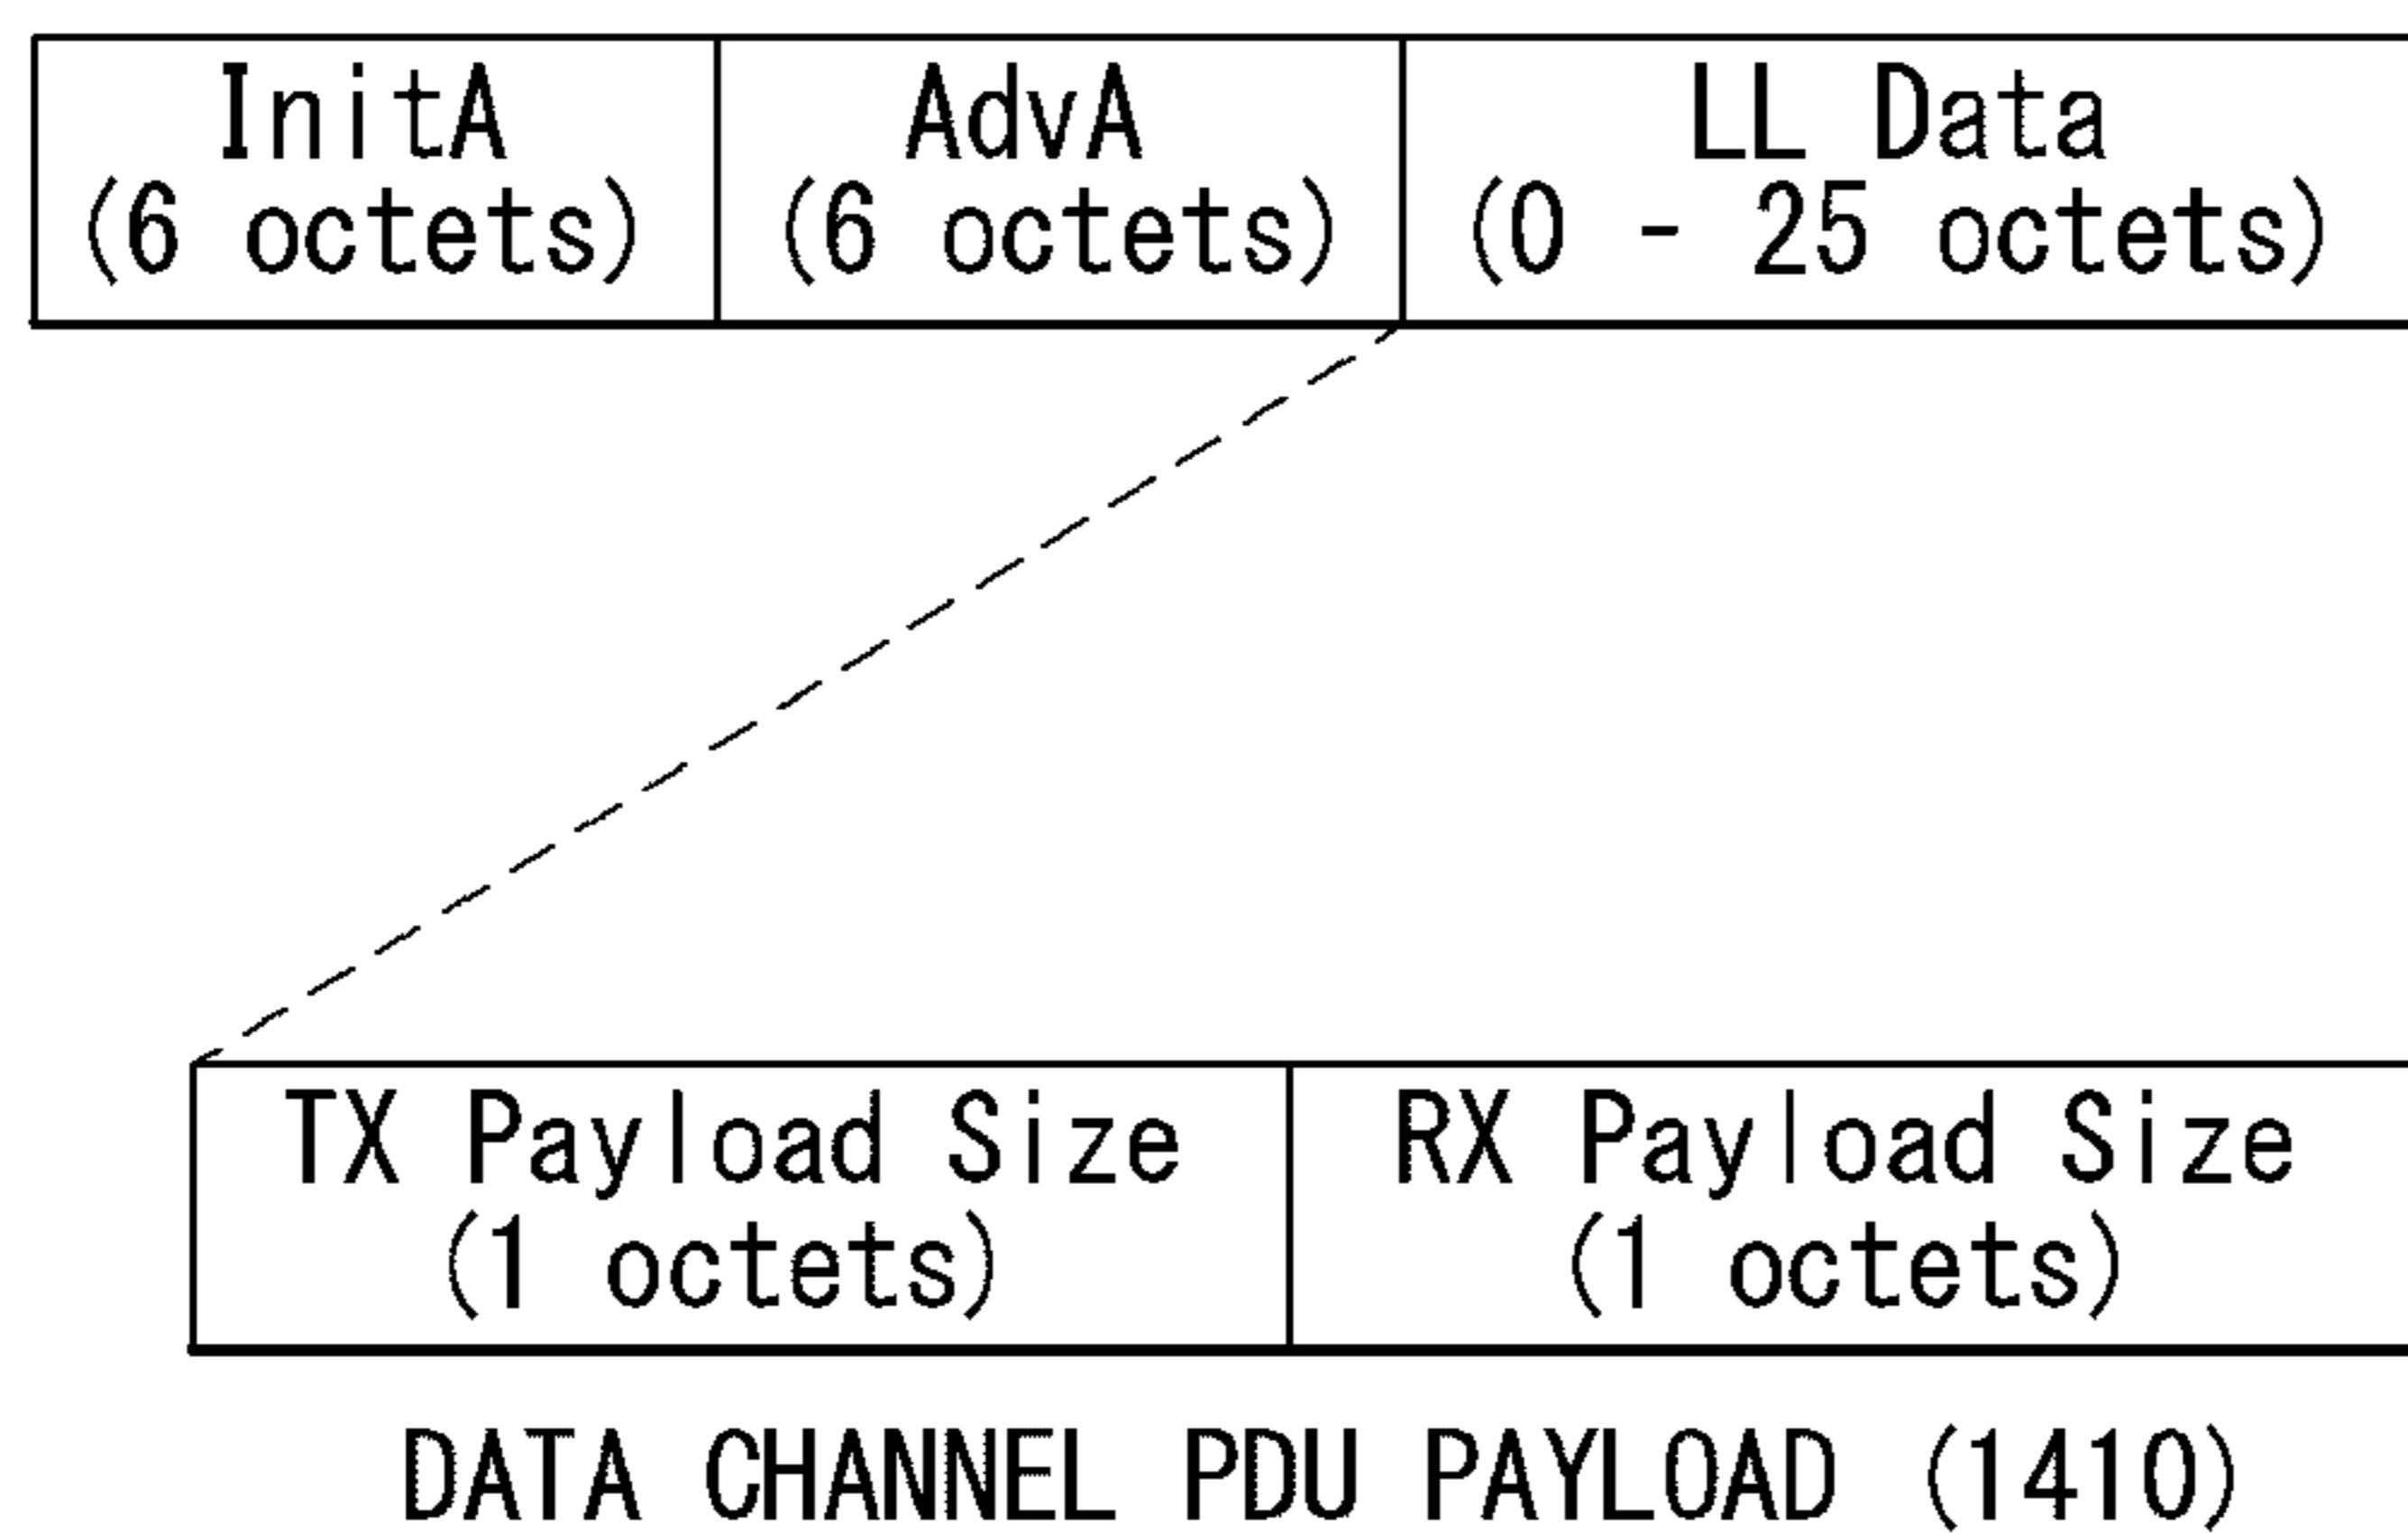 InitA
(6 octets)
AdvA
(6 octets)
LL Data
(0 - 25 octets)
TX Payload Size
(1 octets)
RX Payload Size
(1 octets)
DATA CHANNEL PDU PAYLOAD (1410)